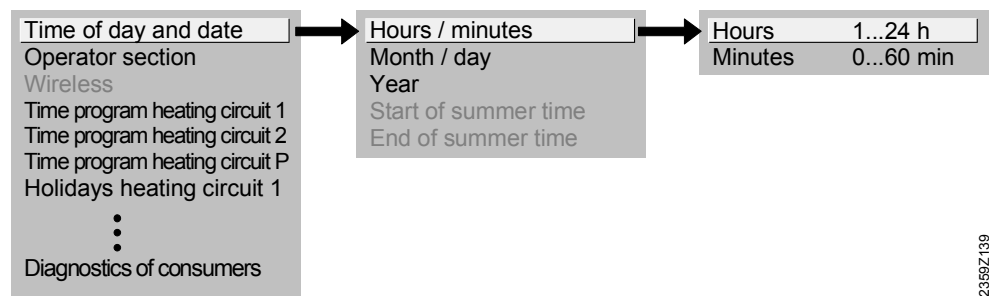 Time of day and date
Operator section
Wireless
Time program heating circuit 1
Time program heating circuit 2
Time program heating circuit P
Holidays heating circuit 1
Diagnostics of consumers
Hours / minutes
Month / day
Year
Start of summer time
End of summer time
Hours 1...24 h
Minutes 0...60 min
2359Z139